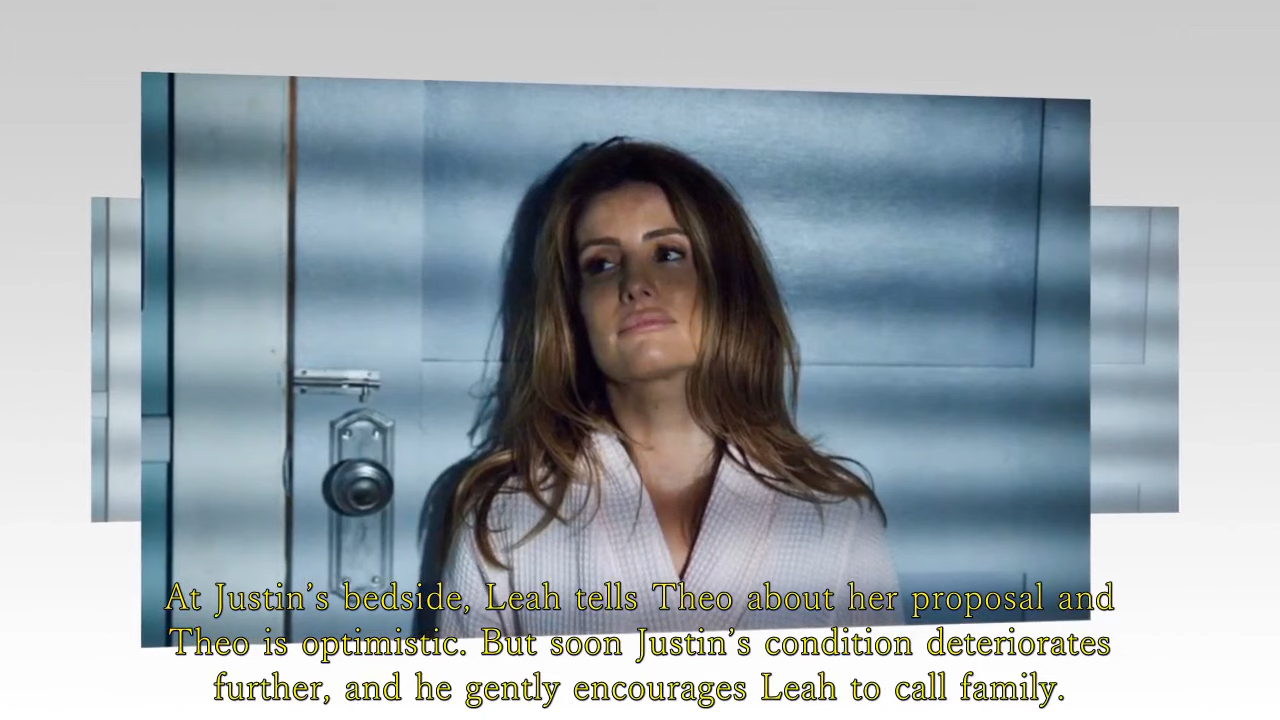 At Justin’s bedside, Leah tells Theo about her proposal and
Theo is optimistic. But soon Justin’s condition deteriorates
further, and he gently encourages Leah to call family.